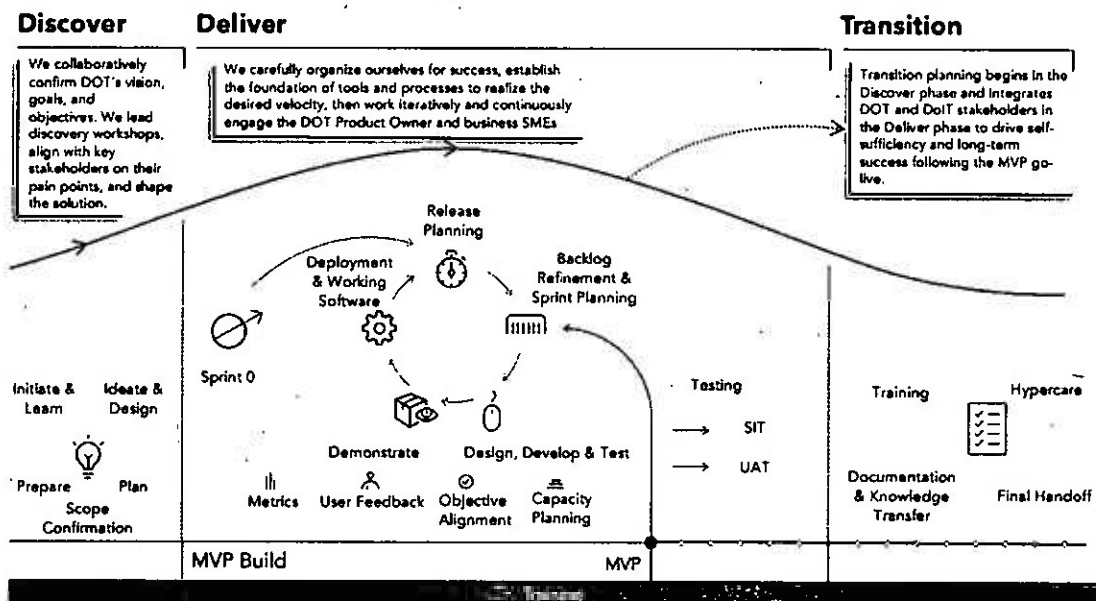 Discover
We collaboratively
confirm DOT's vision,
goals, and
objectives. We lead
discovery workshops,
align with key
stakeholders on their
pain points, and shape
the solution.
Deliver
We carefully organize ourselves for success, establish
the foundation of tools and processes to realize the
desired velocity, then work iteratively and continuously
engage the DOT Product Owner and business SMEs
Transition
Transition planning begins in the
Discover phase and integrates
DOT and DoIT stakeholders in
the Deliver phase to drive self-
sufficiency and long-term
success following the MVP go-
live.
Release
Planning
Deployment
& Working
Software
Backlog
Refinement &
Sprint Planning
Sprint 0
Initiate &
Learn
Ideate &
Design
Prepare
Plan
Scope
Confirmation
Demonstrate
Design, Develop & Test
Metrics
User Feedback
Objective
Alignment
Capacity
Planning
Testing
SIT
UAT
Training
Hypercare
Documentation
& Knowledge
Transfer
Final Handoff
MVP Build
MVP